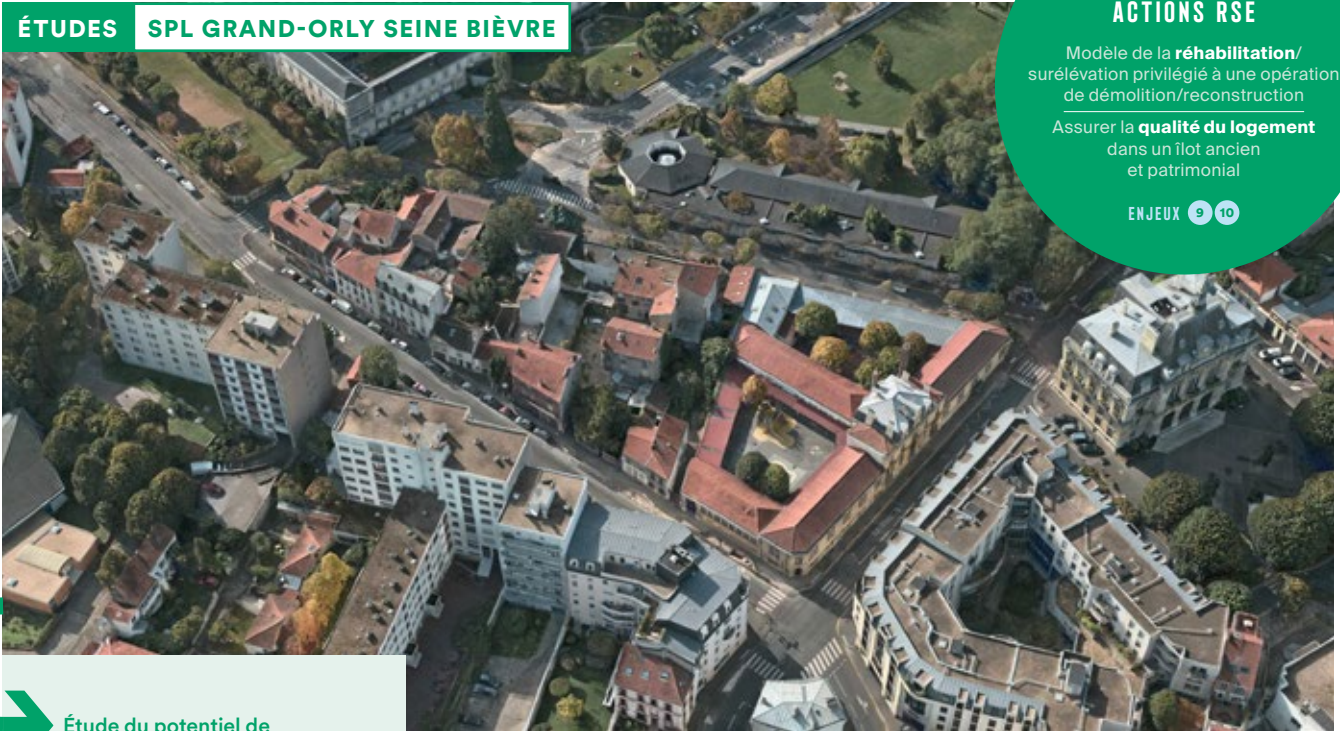 ÉTUDES SPL GRAND-ORLY SEINE BIÈVRE
ACTIONS RSE
Modèle de la réhabilitation/
surélévation privilégié à une opération
de démolition/reconstruction
Assurer la qualité du logement
dans un îlot ancien
et patrimonial
ENJEUX 9 10
Étude du potentiel de